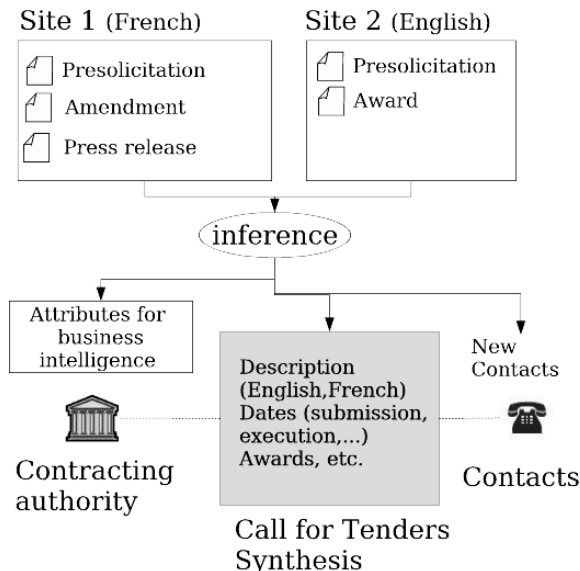 Site 1 (French)
Site 2 (English)
Presolicitation
Amendment
Press release
Presolicitation
Award
inference
Attributes for
business
intelligence
Description
(English,French)
Dates (submission,
execution,...)
Awards, etc.
New
Contacts
Contracting
authority
Contacts
Call for Tenders
Synthesis